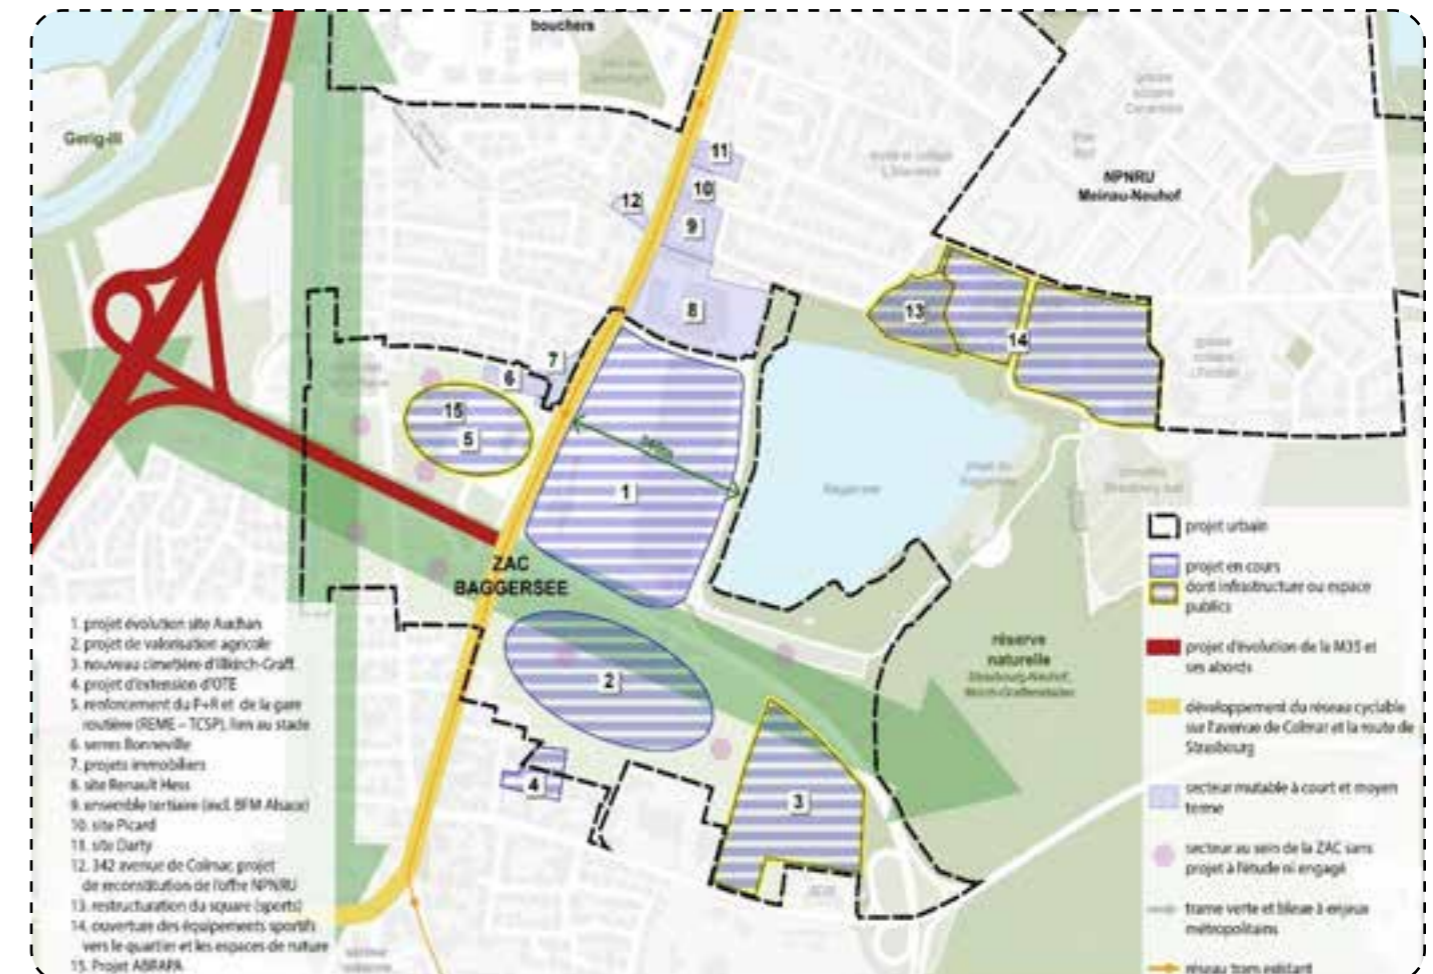 bouchers
Gerig-Ill
11
10
12
9
8
7
6
15
5
1
13
14
NPNRU
Meinau-Neuhof
Baggersee
ZAC
BAGGERSEE
2
3
4
réserve
naturelle
Strasbourg-Neuhof,
Illkirch-Graffenstaden
1. projet évolution site Auchan
2. projet de valorisation agricole
3. nouveau cimetière d'Illkirch-Graff.
4. projet d'extension d'OTE
5. renforcement du P+R et de la gare
routière (REME – TCSP), lien au stade
6. serres Bonneville
7. projets immobiliers
8. site Renault Hess
9. ensemble tertiaire (incl. BFM Alsace)
10. site Picard
11. site Darty
12. 342 avenue de Colmar, projet
de reconstitution de l'offre NPNRU
13. restructuration du square (sports)
14. ouverture des équipements sportifs
vers le quartier et les espaces de nature
15. Projet ABRAPA
projet urbain
projet en cours
dont infrastructure ou espace
publics
projet d'évolution de la M35 et
ses abords
développement du réseau cyclable
sur l'avenue de Colmar et la route de
Strasbourg
secteur mutable à court et moyen
terme
secteur au sein de la ZAC sans
projet à l'étude ni engagé
trame verte et bleue à enjeux
métropolitains
réseau tram existant